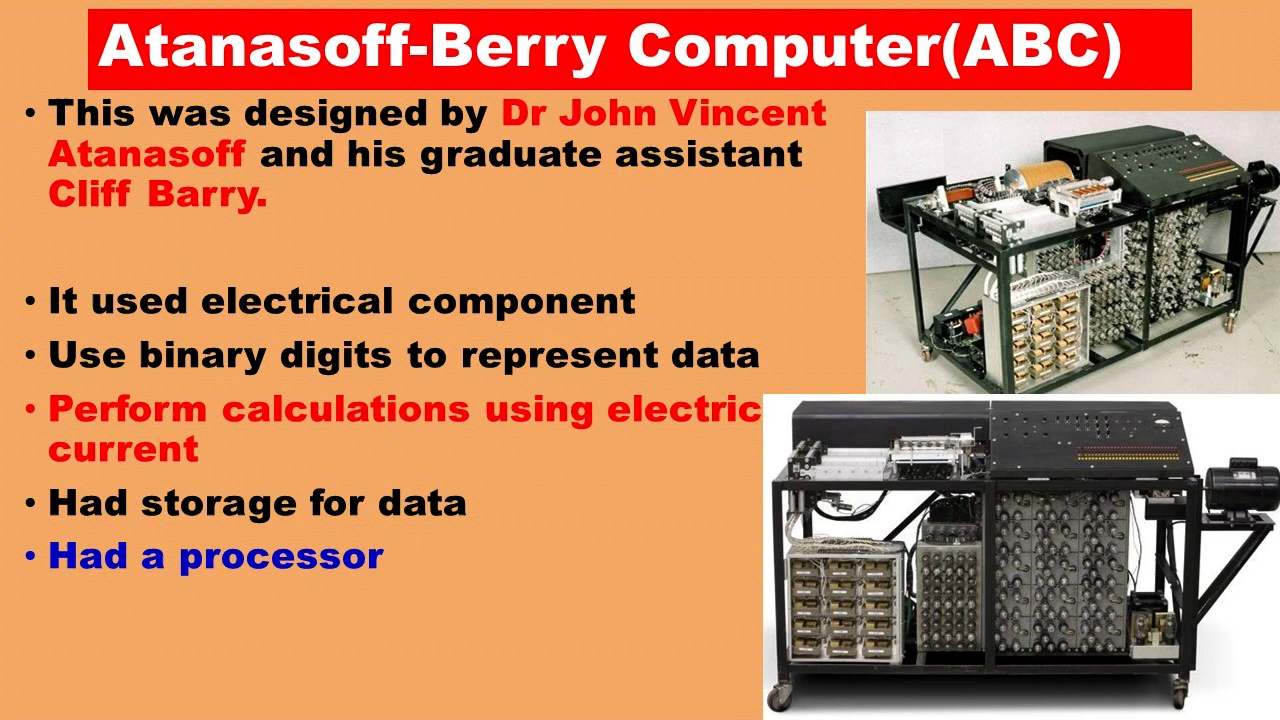 Atanasoff-Berry Computer(ABC)
• This was designed by Dr John Vincent
Atanasoff and his graduate assistant
Cliff Barry.
• It used electrical component
• Use binary digits to represent data
• Perform calculations using electric
current
• Had storage for data
• Had a processor